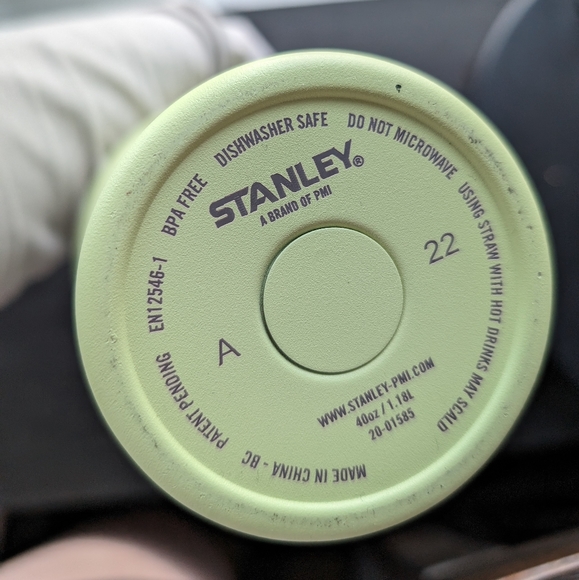 STANLEY®
A BRAND OF PMI
22
A
WWW.STANLEY-PMI.COM
40oz / 1.18L
20-01585
PATENT PENDING
EN12546-1
BPA FREE
DISHWASHER SAFE
DO NOT MICROWAVE
USING STRAW WITH HOT DRINKS MAY SCALD
MADE IN CHINA - BC